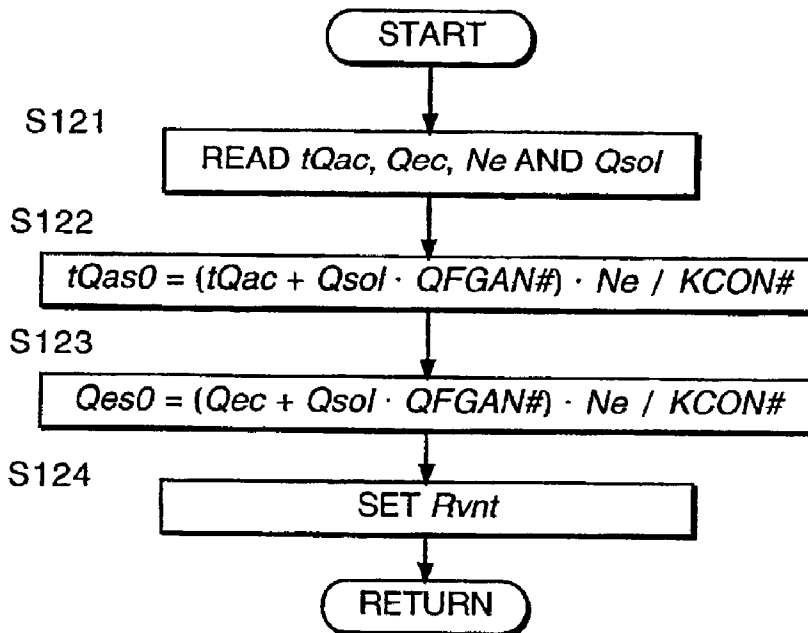 START
S121
READ tQac, Qec, Ne AND Qsol
S122
tQas0 = (tQac + Qsol · QFGAN#) · Ne / KCON#
S123
Qes0 = (Qec + Qsol · QFGAN#) · Ne / KCON#
S124
SET Rvnt
RETURN